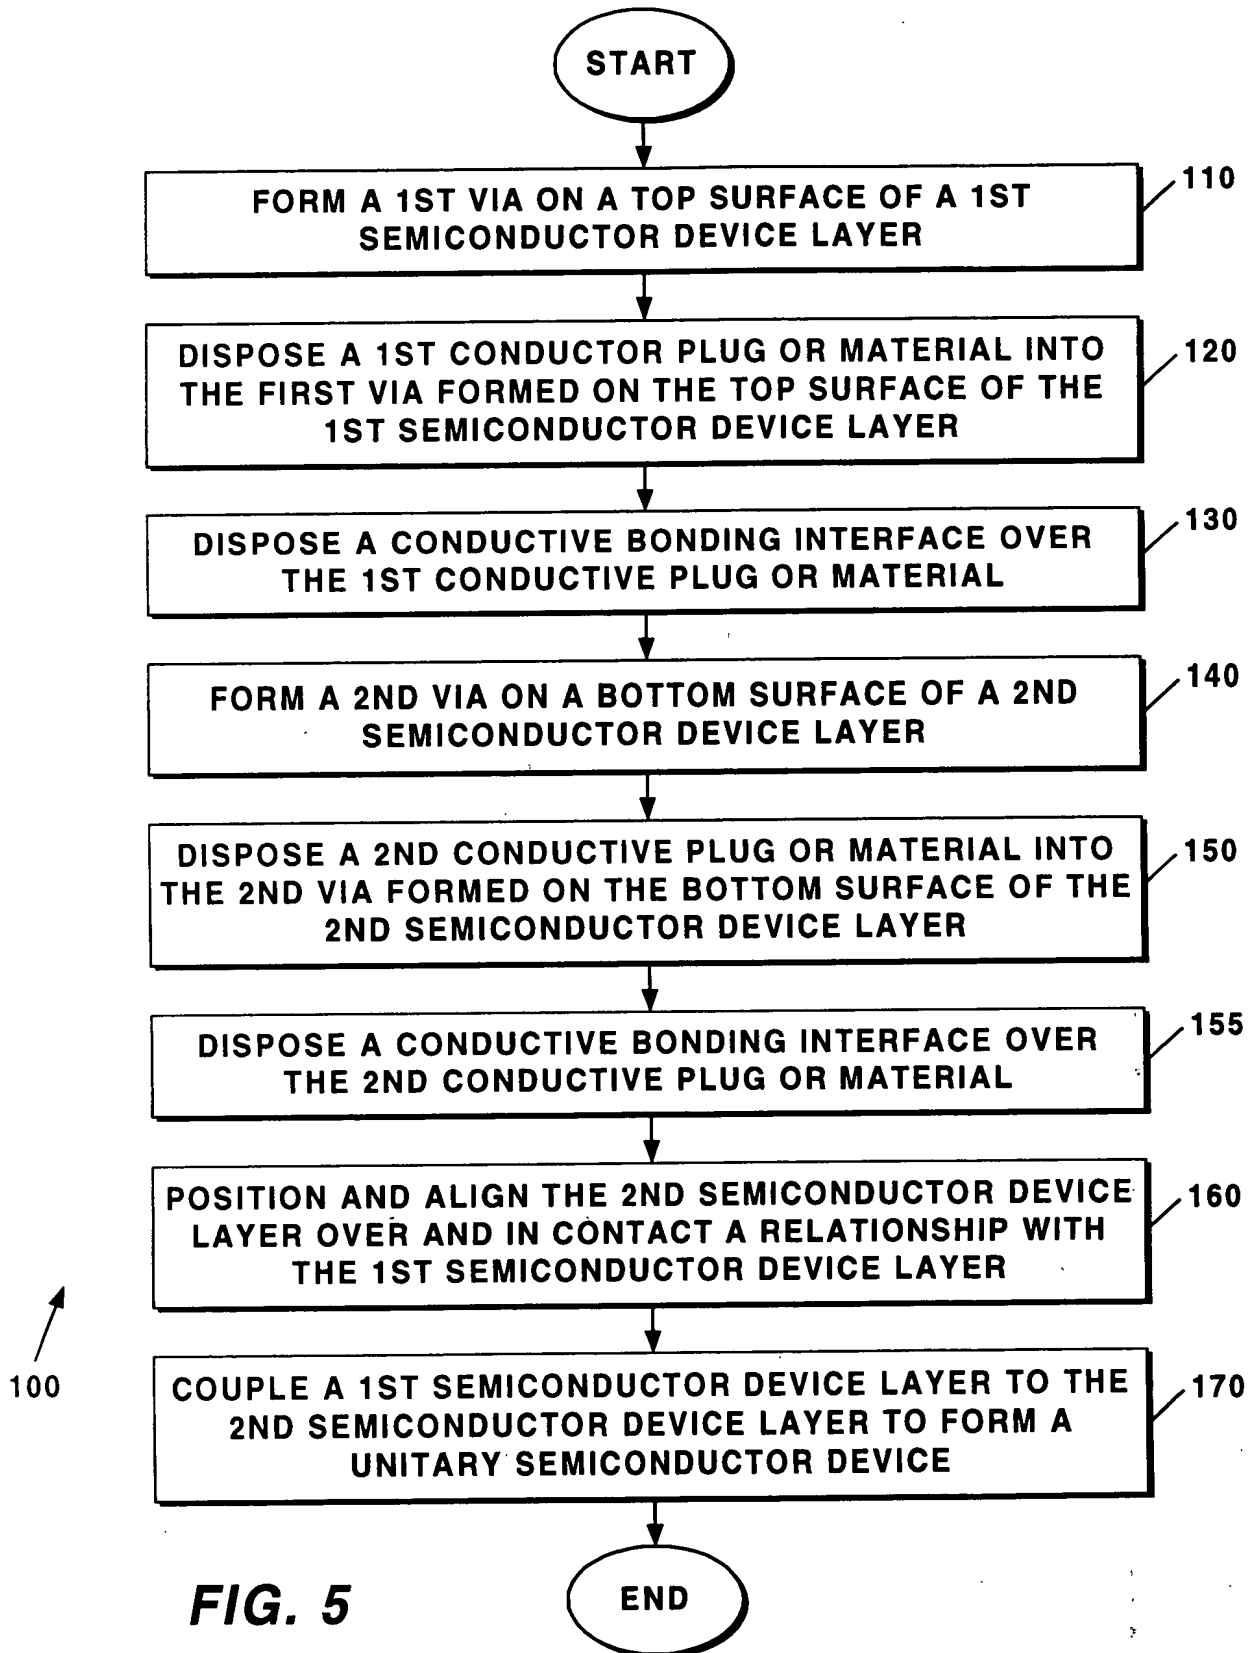 START
FORM A 1ST VIA ON A TOP SURFACE OF A 1ST
SEMICONDUCTOR DEVICE LAYER
110
DISPOSE A 1ST CONDUCTOR PLUG OR MATERIAL INTO
THE FIRST VIA FORMED ON THE TOP SURFACE OF THE
1ST SEMICONDUCTOR DEVICE LAYER
120
DISPOSE A CONDUCTIVE BONDING INTERFACE OVER
THE 1ST CONDUCTIVE PLUG OR MATERIAL
130
FORM A 2ND VIA ON A BOTTOM SURFACE OF A 2ND
SEMICONDUCTOR DEVICE LAYER
140
DISPOSE A 2ND CONDUCTIVE PLUG OR MATERIAL INTO
THE 2ND VIA FORMED ON THE BOTTOM SURFACE OF THE
2ND SEMICONDUCTOR DEVICE LAYER
150
DISPOSE A CONDUCTIVE BONDING INTERFACE OVER
THE 2ND CONDUCTIVE PLUG OR MATERIAL
155
POSITION AND ALIGN THE 2ND SEMICONDUCTOR DEVICE
LAYER OVER AND IN CONTACT A RELATIONSHIP WITH
THE 1ST SEMICONDUCTOR DEVICE LAYER
160
COUPLE A 1ST SEMICONDUCTOR DEVICE LAYER TO THE
2ND SEMICONDUCTOR DEVICE LAYER TO FORM A
UNITARY SEMICONDUCTOR DEVICE
170
100
END
FIG. 5